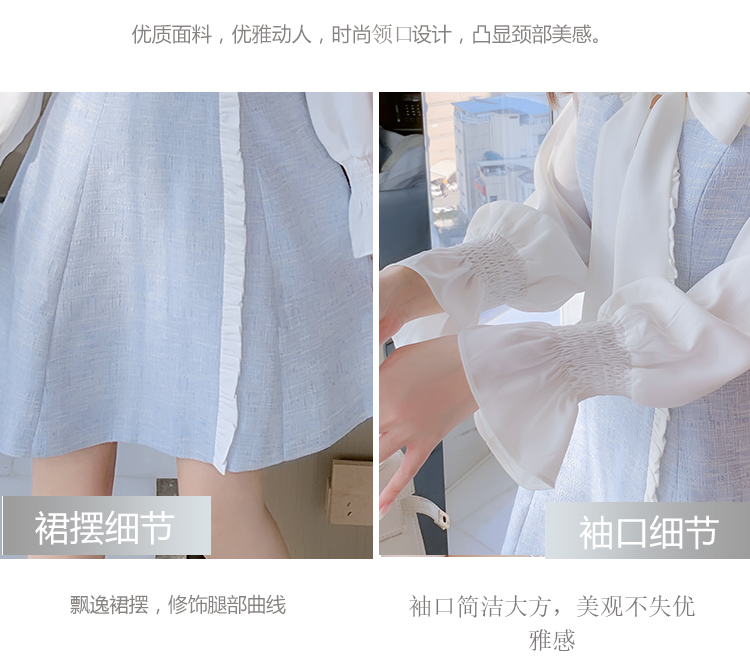 优质面料，优雅动人，时尚领口设计，凸显颈部美感。
裙摆细节
袖口细节
飘逸裙摆，修饰腿部曲线
袖口简洁大方，美观不失优
雅感